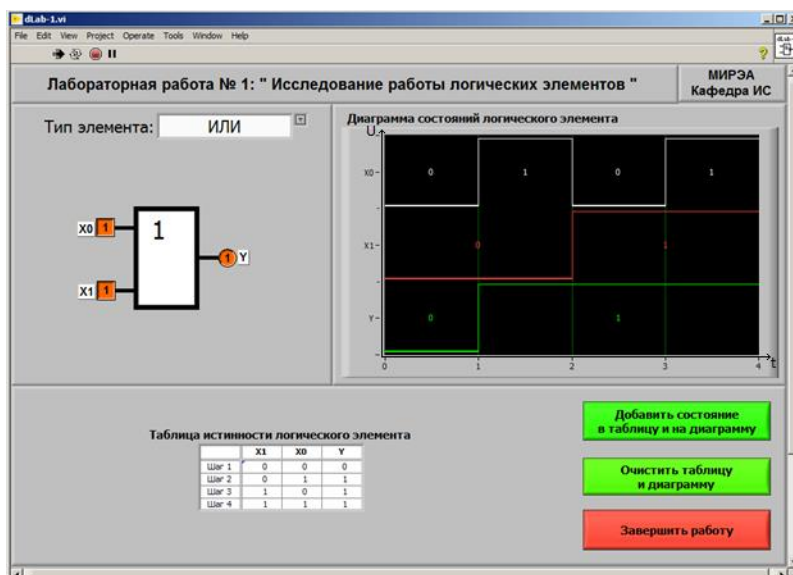 dLab-1.vi
File Edit View Project Operate Tools Window Help
Лабораторная работа № 1: " Исследование работы логических элементов "
МИРЭА
Кафедра ИС
Тип элемента: ИЛИ
X0 1
1
1 Y
X1 1
Диаграмма состояний логического элемента
U
X0 0 1 0 1
X1 0 1
Y 0 1
0 1 2 3 4 t
Таблица истинности логического элемента
X1 X0 Y
Шаг 1 0 0 0
Шаг 2 0 1 1
Шаг 3 1 0 1
Шаг 4 1 1 1
Добавить состояние
в таблицу и на диаграмму
Очистить таблицу
и диаграмму
Завершить работу